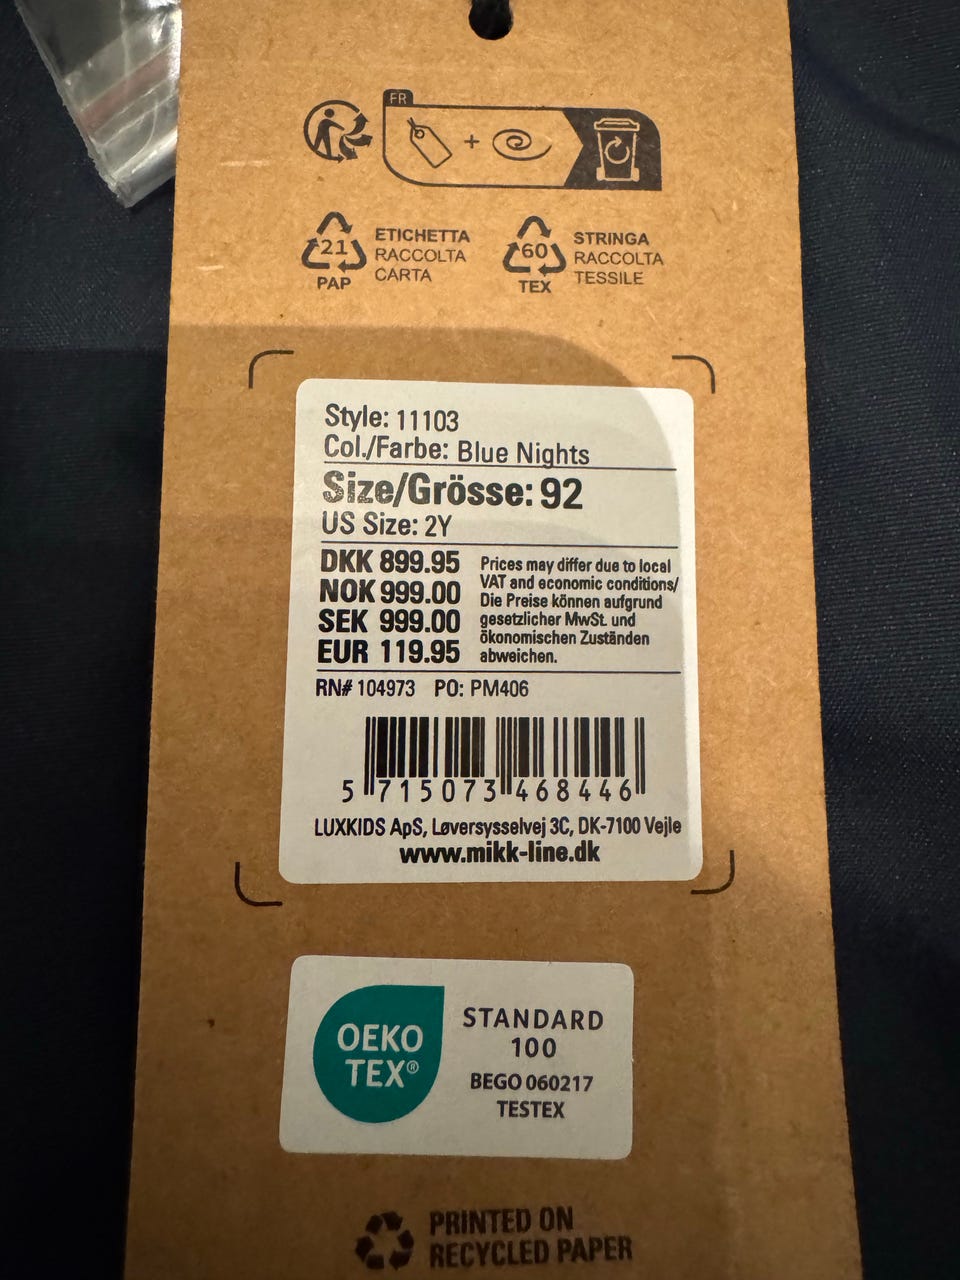 FR
21
PAP
ETICHETTA
RACCOLTA
CARTA
60
TEX
STRINGA
RACCOLTA
TESSILE
Style: 11103
Col./Farbe: Blue Nights
Size/Grösse: 92
US Size: 2Y
DKK 899.95
NOK 999.00
SEK 999.00
EUR 119.95
Prices may differ due to local
VAT and economic conditions/
Die Preise können aufgrund
gesetzlicher MwSt. und
ökonomischen Zuständen
abweichen.
RN# 104973 PO: PM406
5 715073 468446
LUXKIDS ApS, Løversysselvej 3C, DK-7100 Vejle
www.mikk-line.dk
OEKO
TEX®
STANDARD
100
BEGO 060217
TESTEX
PRINTED ON
RECYCLED PAPER